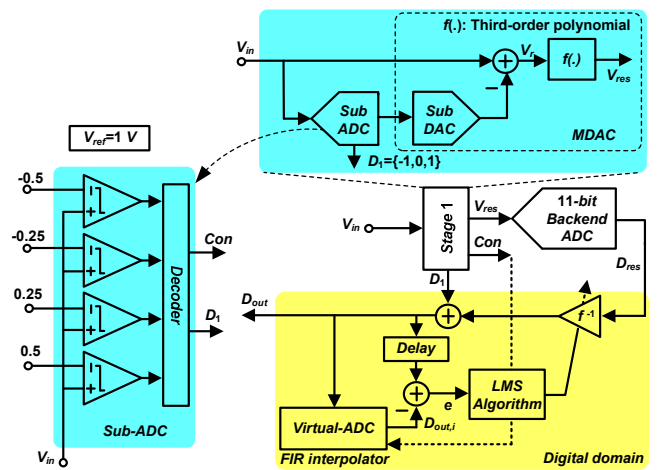 f(.): Third-order polynomial
V_in
V_r
f(.)
V_res
Sub ADC
Sub DAC
MDAC
D_1={-1,0,1}
V_ref=1 V
-0.5
-0.25
0.25
0.5
Decoder
Con
D_1
Sub-ADC
V_in
V_in
Stage 1
V_res
Con
D_1
11-bit
Backend
ADC
D_res
D_out
f^-1
Delay
e
LMS
Algorithm
Virtual-ADC
D_out,i
FIR interpolator
Digital domain